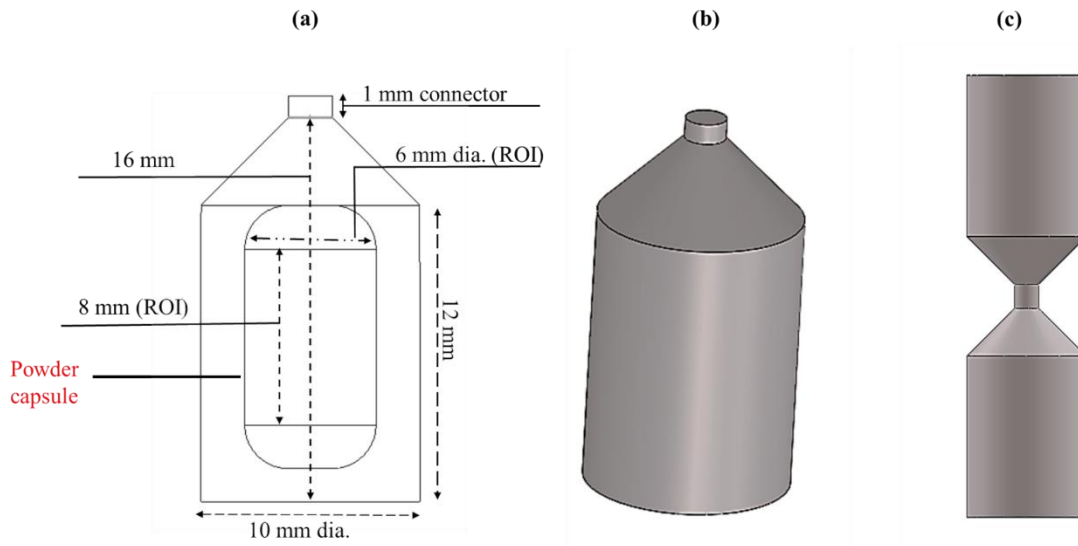 (a)
(b)
(c)
1 mm connector
16 mm
6 mm dia. (ROI)
8 mm (ROI)
12 mm
Powder
capsule
10 mm dia.